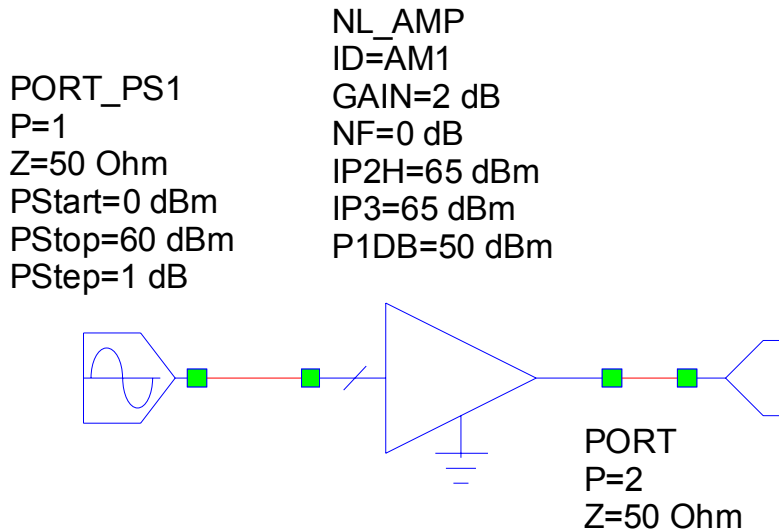 NL_AMP
ID=AM1
GAIN=2 dB
NF=0 dB
IP2H=65 dBm
IP3=65 dBm
P1DB=50 dBm
PORT_PS1
P=1
Z=50 Ohm
PStart=0 dBm
PStop=60 dBm
PStep=1 dB
PORT
P=2
Z=50 Ohm